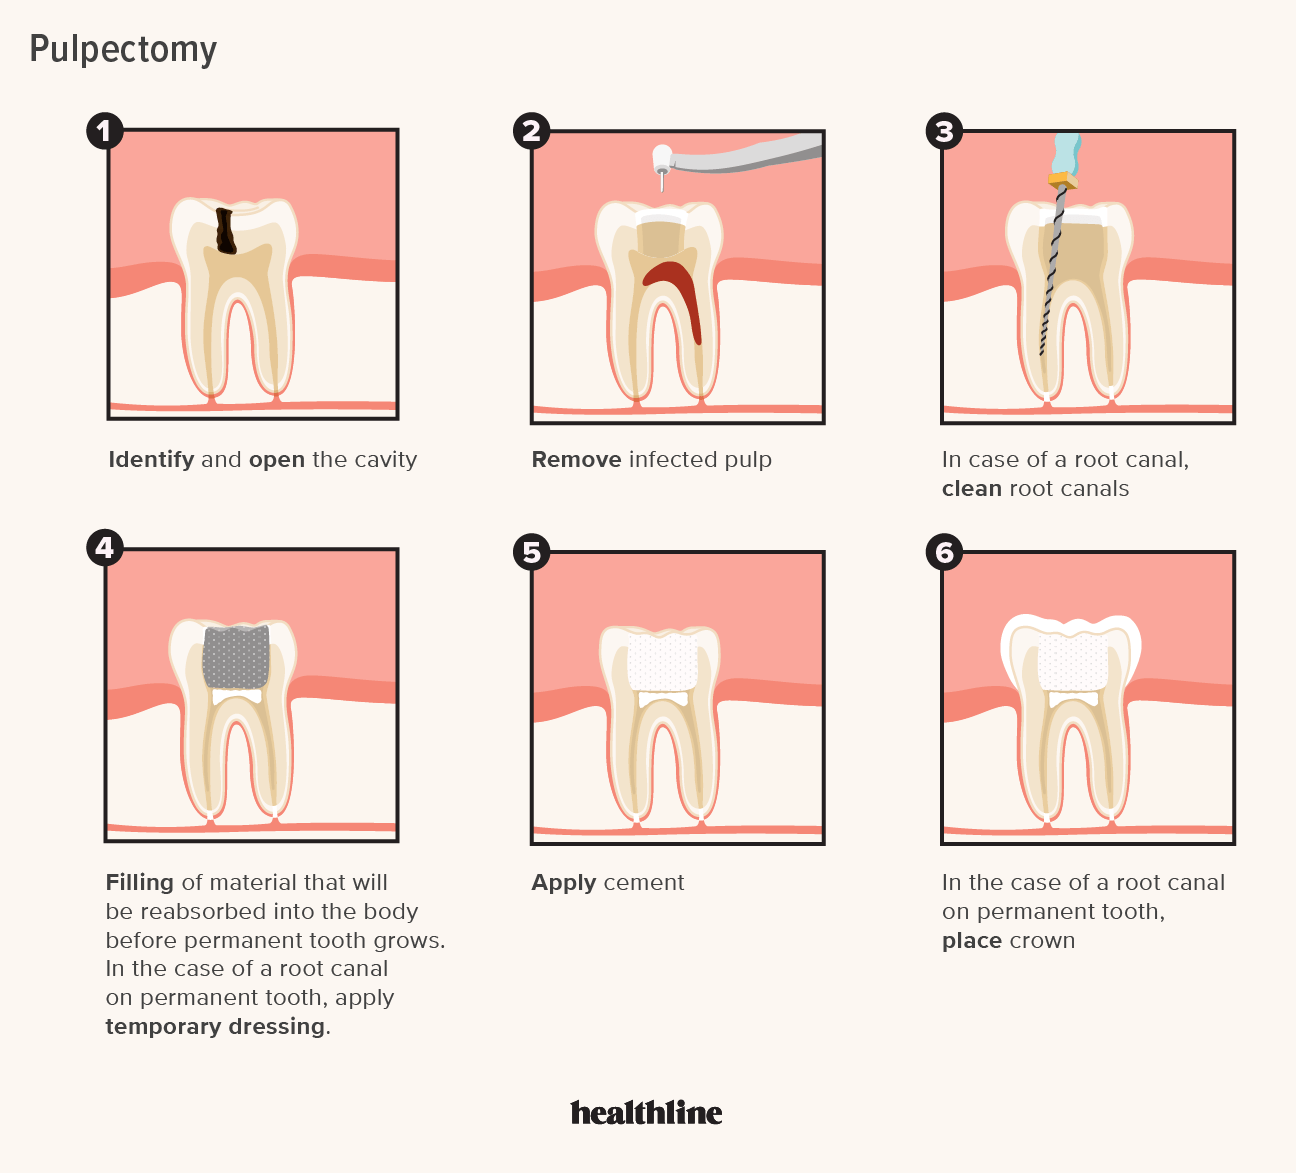 Pulpectomy
1
Identify and open the cavity
2
Remove infected pulp
3
In case of a root canal,
clean root canals
4
Filling of material that will
be reabsorbed into the body
before permanent tooth grows.
In the case of a root canal
on permanent tooth, apply
temporary dressing.
5
Apply cement
6
In the case of a root canal
on permanent tooth,
place crown
healthline